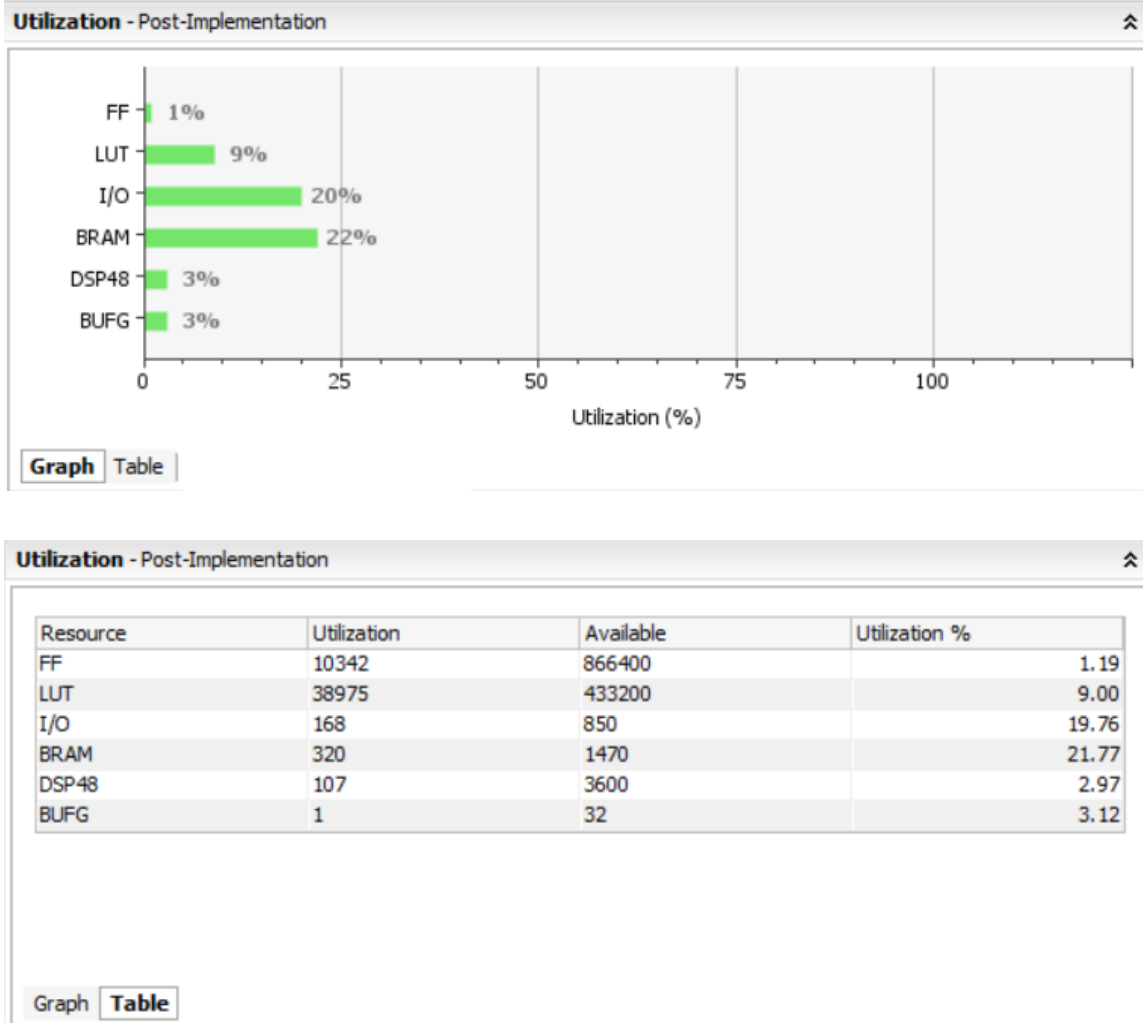 Utilization - Post-Implementation
FF 1%
LUT 9%
I/O 20%
BRAM 22%
DSP48 3%
BUFG 3%
0 25 50 75 100
Utilization (%)
Graph Table
Utilization - Post-Implementation
Resource Utilization Available Utilization %
FF 10342 866400 1.19
LUT 38975 433200 9.00
I/O 168 850 19.76
BRAM 320 1470 21.77
DSP48 107 3600 2.97
BUFG 1 32 3.12
Graph Table